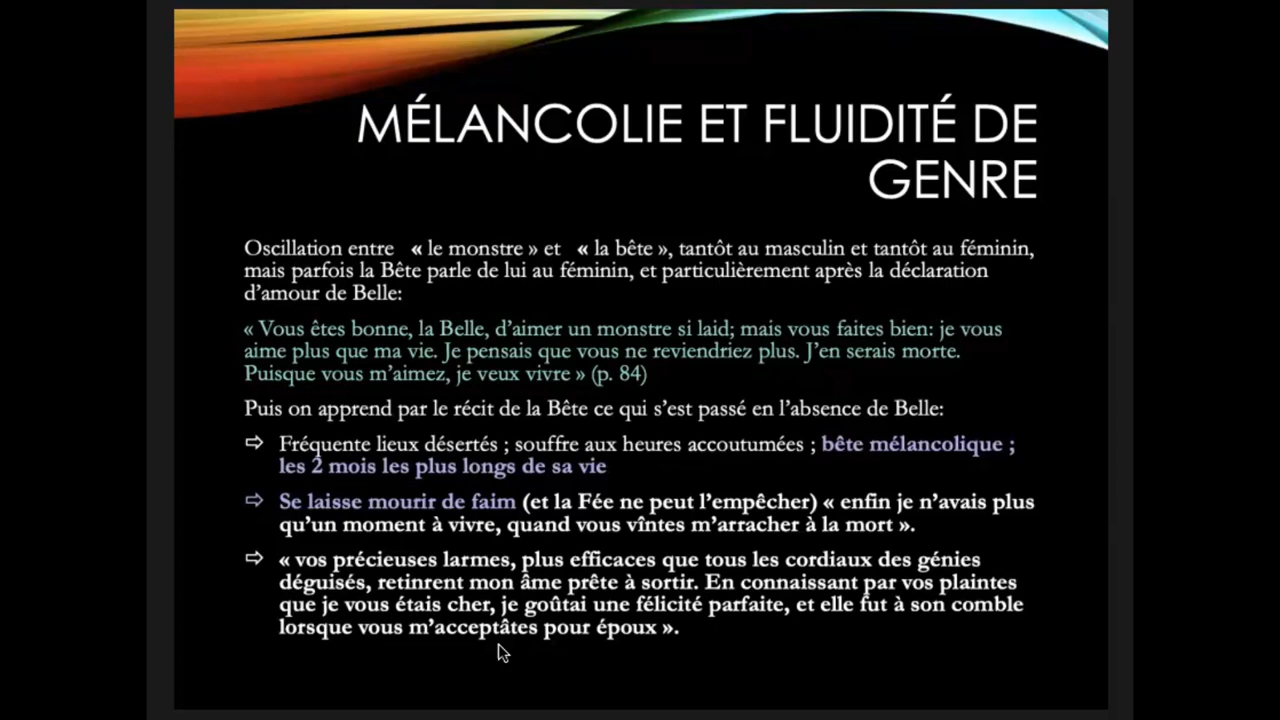 MÉLANCOLIE ET FLUIDITÉ DE
GENRE
Oscillation entre « le monstre » et « la bête », tantôt au masculin et tantôt au féminin,
mais parfois la Bête parle de lui au féminin, et particulièrement après la déclaration
d’amour de Belle:
« Vous êtes bonne, la Belle, d’aimer un monstre si laid; mais vous faites bien: je vous
aime plus que ma vie. Je pensais que vous ne reviendriez plus. J’en serais morte.
Puisque vous m’aimez, je veux vivre » (p. 84)
Puis on apprend par le récit de la Bête ce qui s’est passé en l’absence de Belle:
⇨ Fréquente lieux désertés ; souffre aux heures accoutumées ; bête mélancolique ;
les 2 mois les plus longs de sa vie
⇨ Se laisse mourir de faim (et la Fée ne peut l’empêcher) « enfin je n’avais plus
qu’un moment à vivre, quand vous vîntes m’arracher à la mort ».
⇨ « vos précieuses larmes, plus efficaces que tous les cordiaux des génies
déguisés, retinrent mon âme prête à sortir. En connaissant par vos plaintes
que je vous étais cher, je goûtai une félicité parfaite, et elle fut à son comble
lorsque vous m’acceptâtes pour époux ».